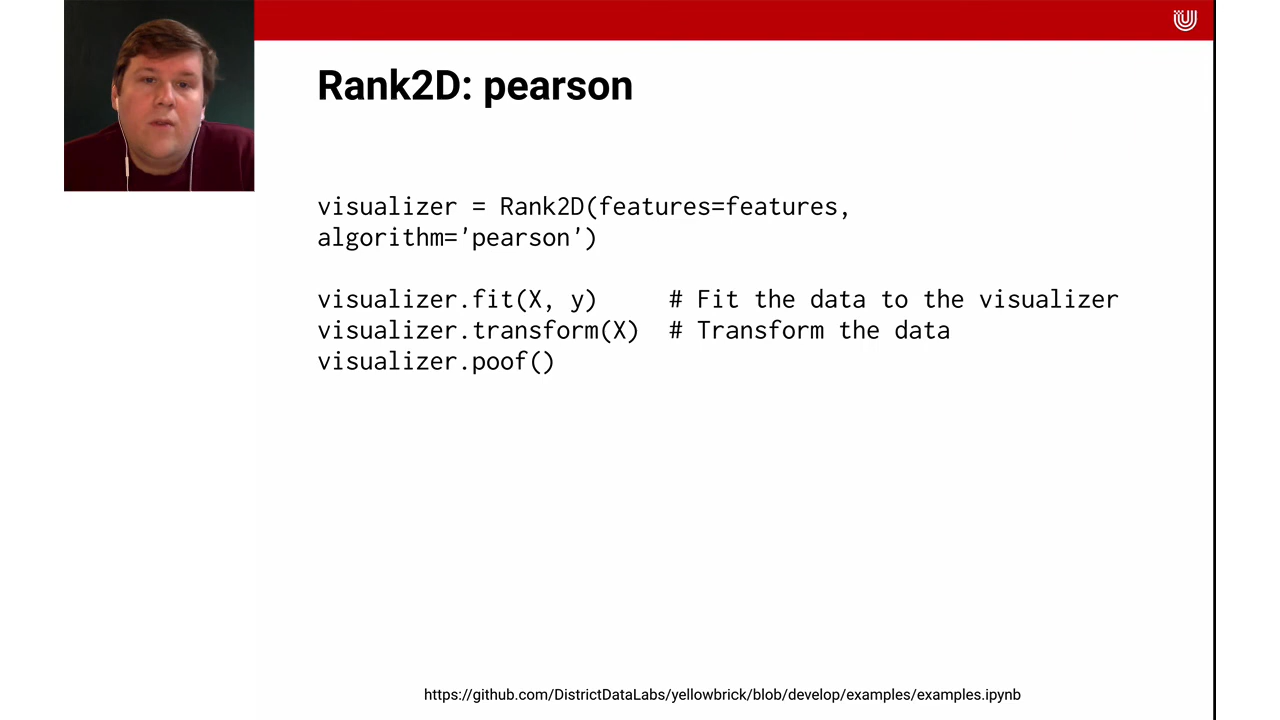 Rank2D: pearson
visualizer = Rank2D(features=features,
algorithm='pearson')
visualizer.fit(X, y)     # Fit the data to the visualizer
visualizer.transform(X)  # Transform the data
visualizer.poof()
https://github.com/DistrictDataLabs/yellowbrick/blob/develop/examples/examples.ipynb